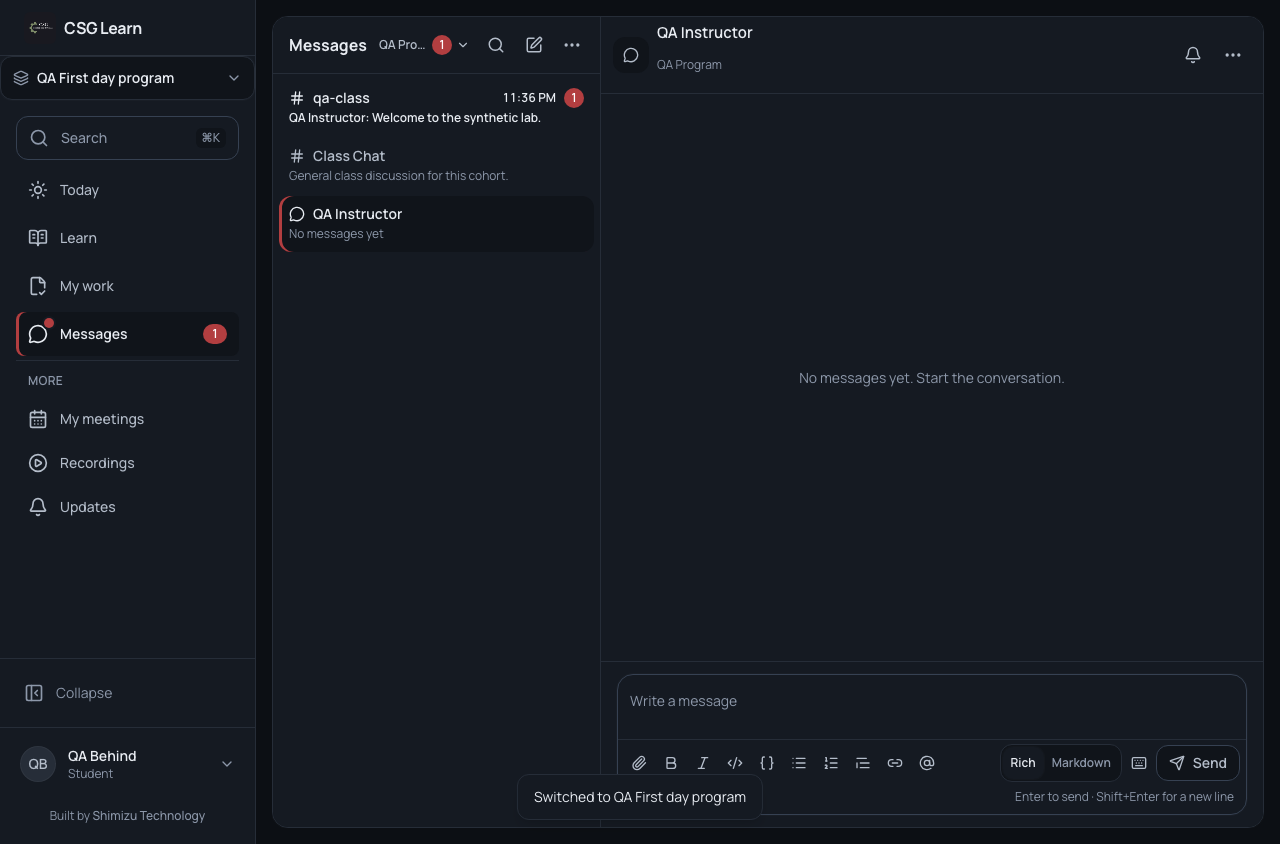 CSG Learn
QA First day program
Search ⌘K
Today
Learn
My work
Messages 1
MORE
My meetings
Recordings
Updates
Collapse
QB QA Behind
Student
Built by Shimizu Technology
Messages QA Pro... 1
qa-class 11:36 PM 1
QA Instructor: Welcome to the synthetic lab.
Class Chat
General class discussion for this cohort.
QA Instructor
No messages yet
QA Instructor
QA Program
No messages yet. Start the conversation.
Write a message
Rich Markdown Send
Enter to send · Shift+Enter for a new line
Switched to QA First day program